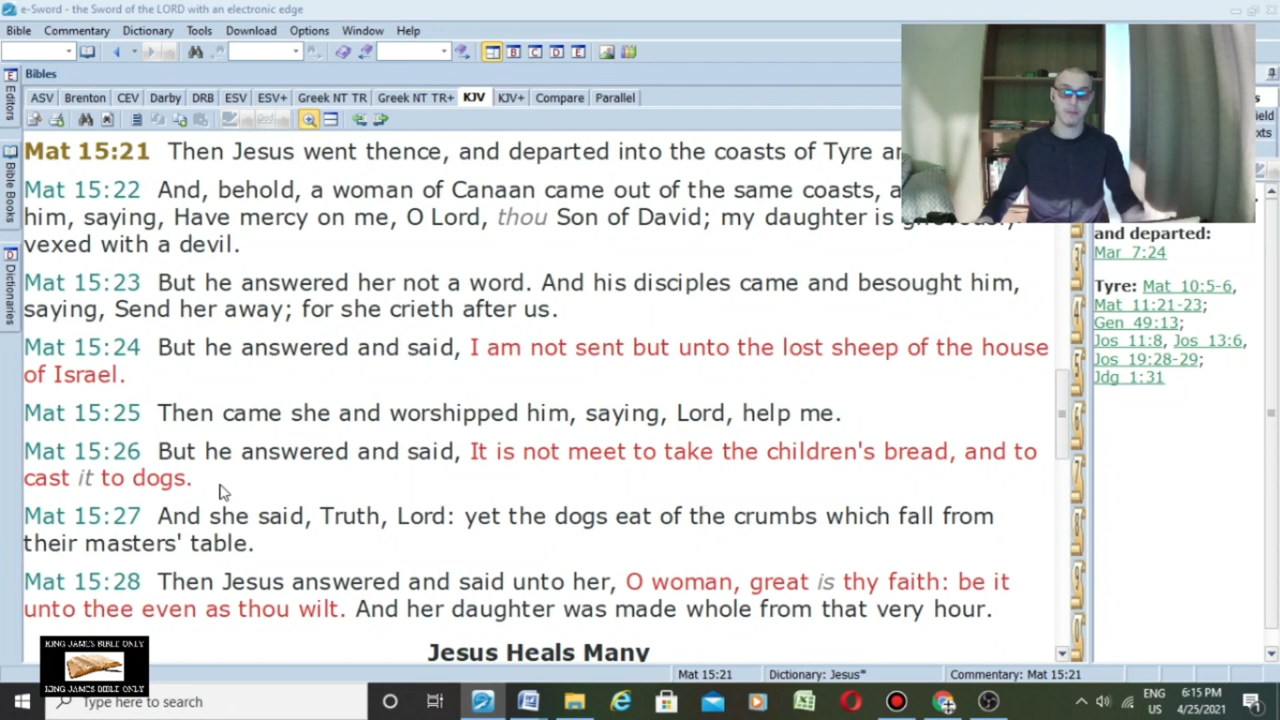 e-Sword - the Sword of the LORD with an electronic edge
Bible Commentary Dictionary Tools Download Options Window Help
Bibles
ASV Brenton CEV Darby DRB ESV ESV+ Greek NT TR Greek NT TR+ KJV KJV+ Compare Parallel
Editors
Bible Books
Dictionaries
Mat 15:21 Then Jesus went thence, and departed into the coasts of Tyre
Mat 15:22 And, behold, a woman of Canaan came out of the same coasts,
him, saying, Have mercy on me, O Lord, thou Son of David; my daughter is grievously
vexed with a devil.
Mat 15:23 But he answered her not a word. And his disciples came and besought him,
saying, Send her away; for she crieth after us.
Mat 15:24 But he answered and said, I am not sent but unto the lost sheep of the house
of Israel.
Mat 15:25 Then came she and worshipped him, saying, Lord, help me.
Mat 15:26 But he answered and said, It is not meet to take the children's bread, and to
cast it to dogs.
Mat 15:27 And she said, Truth, Lord: yet the dogs eat of the crumbs which fall from
their masters' table.
Mat 15:28 Then Jesus answered and said unto her, O woman, great is thy faith: be it
unto thee even as thou wilt. And her daughter was made whole from that very hour.
Jesus Heals Many
and departed:
Mar 7:24
Tyre: Mat 10:5-6,
Mat 11:21-23;
Gen 49:13;
Jos 11:8, Jos 13:6,
Jos 19:28-29;
Jdg 1:31
3
4
5
6
7
8
9
KING JAMES BIBLE ONLY
KING JAMES BIBLE ONLY
Mat 15:21 Dictionary: Jesus* Commentary: Mat 15:21
Type here to search
ENG
US
6:15 PM
4/25/2021